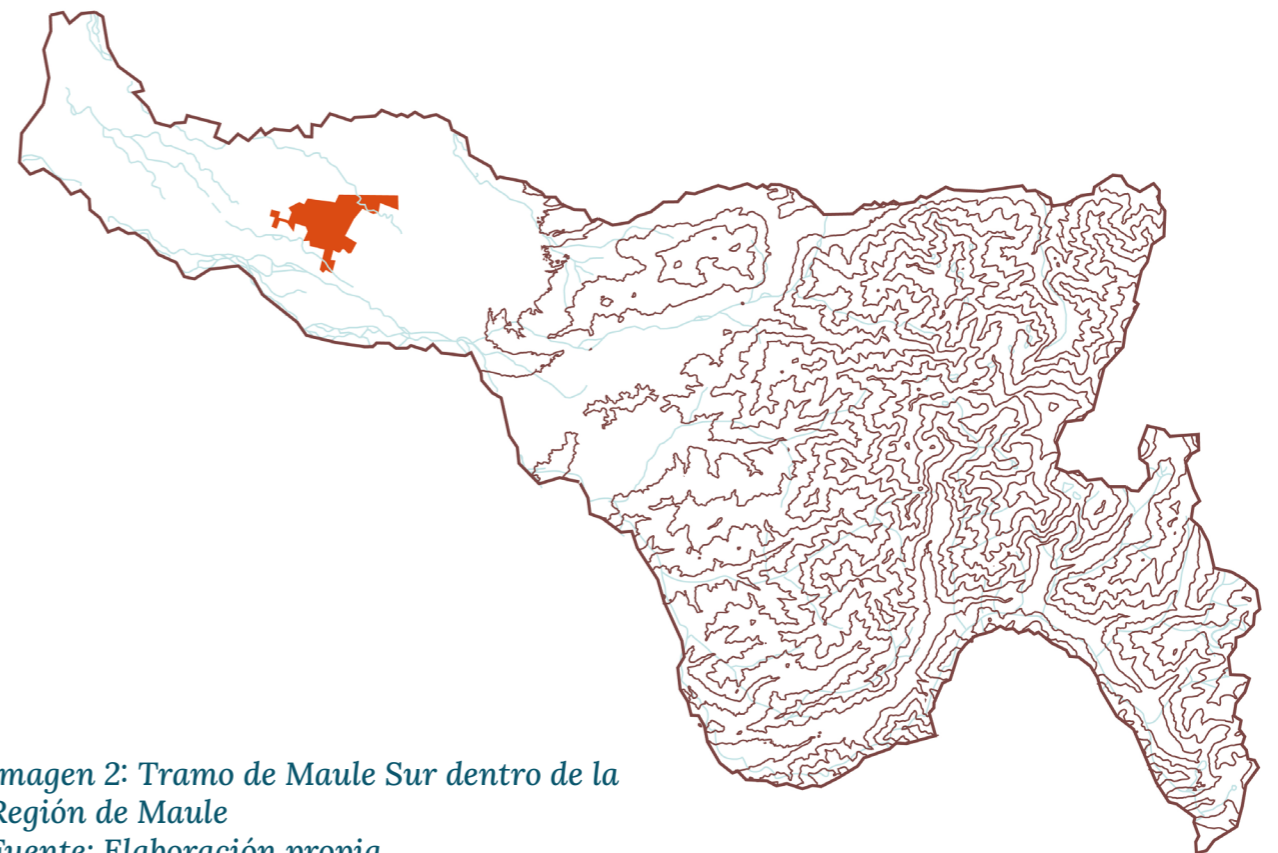 magen 2: Tramo de Maule Sur dentro de la
Región de Maule
Fuente: Elaboración propia